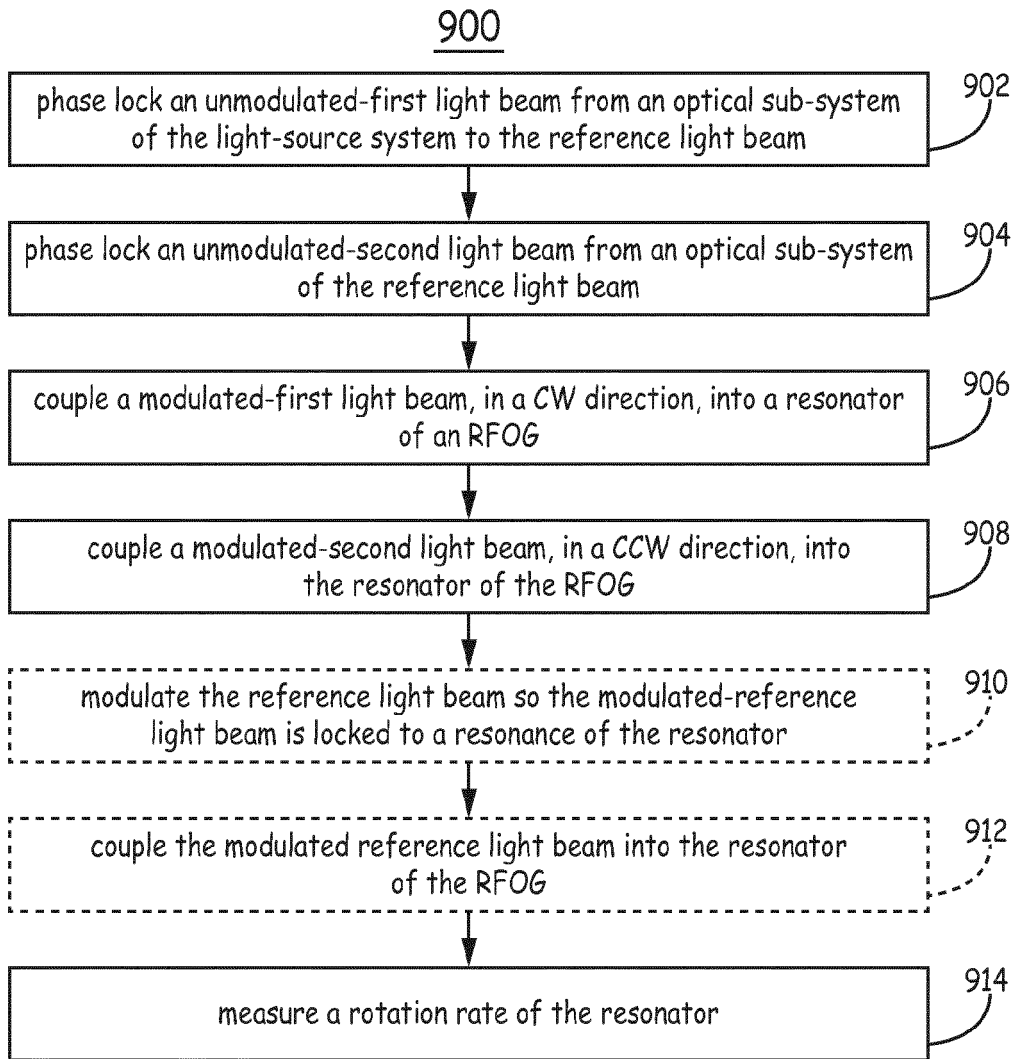 900
phase lock an unmodulated-first light beam from an optical sub-system
of the light-source system to the reference light beam
902
phase lock an unmodulated-second light beam from an optical sub-system
of the reference light beam
904
couple a modulated-first light beam, in a CW direction, into a resonator
of an RFOG
906
couple a modulated-second light beam, in a CCW direction, into
the resonator of the RFOG
908
modulate the reference light beam so the modulated-reference
light beam is locked to a resonance of the resonator
910
couple the modulated reference light beam into the resonator
of the RFOG
912
measure a rotation rate of the resonator
914